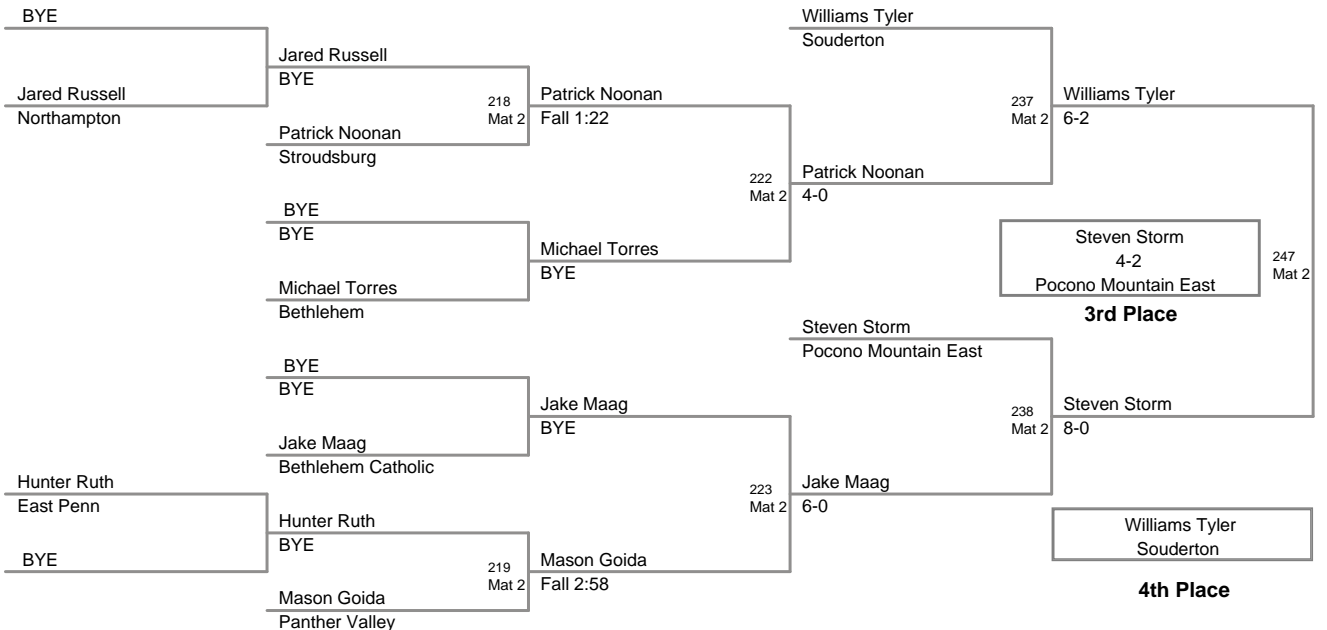 BYE
Jared Russell
Northampton
Jared Russell
BYE
Patrick Noonan
Stroudsburg
218
Mat 2
Patrick Noonan
Fall 1:22
BYE
BYE
Michael Torres
Bethlehem
Michael Torres
BYE
222
Mat 2
Patrick Noonan
4-0
Williams Tyler
Souderton
237
Mat 2
Williams Tyler
6-2
Steven Storm
4-2
Pocono Mountain East
3rd Place
247
Mat 2
BYE
BYE
Jake Maag
Bethlehem Catholic
Jake Maag
BYE
Hunter Ruth
East Penn
BYE
Hunter Ruth
BYE
Mason Goida
Panther Valley
219
Mat 2
Mason Goida
Fall 2:58
223
Mat 2
Jake Maag
6-0
Steven Storm
Pocono Mountain East
238
Mat 2
Steven Storm
8-0
Williams Tyler
Souderton
4th Place